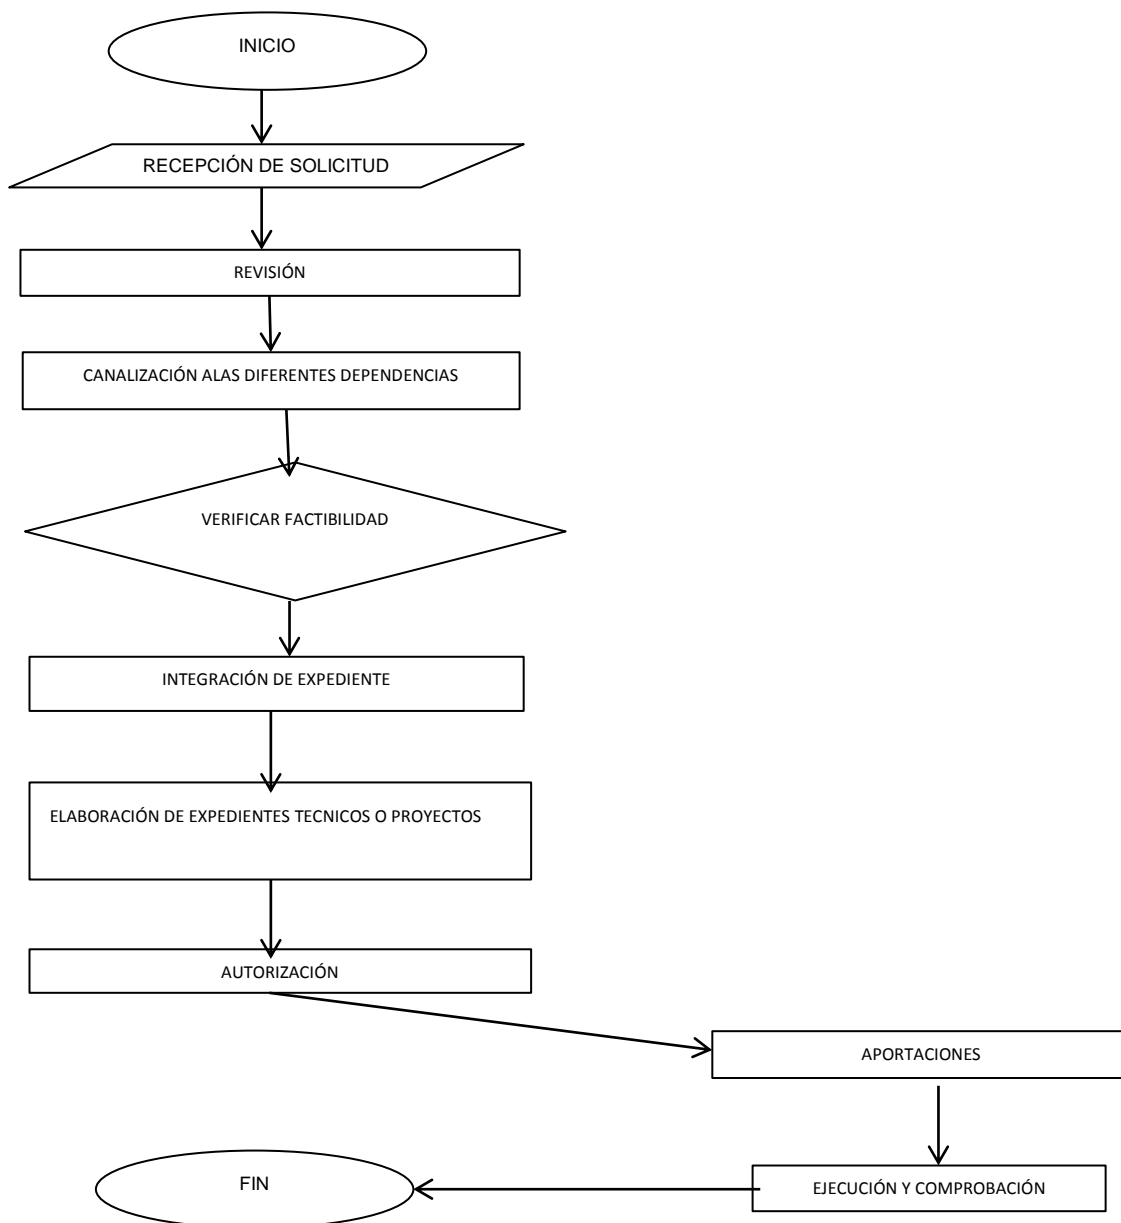 INICIO
RECEPCIÓN DE SOLICITUD
REVISIÓN
CANALIZACIÓN ALAS DIFERENTES DEPENDENCIAS
VERIFICAR FACTIBILIDAD
INTEGRACIÓN DE EXPEDIENTE
ELABORACIÓN DE EXPEDIENTES TECNICOS O PROYECTOS
AUTORIZACIÓN
APORTACIONES
EJECUCIÓN Y COMPROBACIÓN
FIN